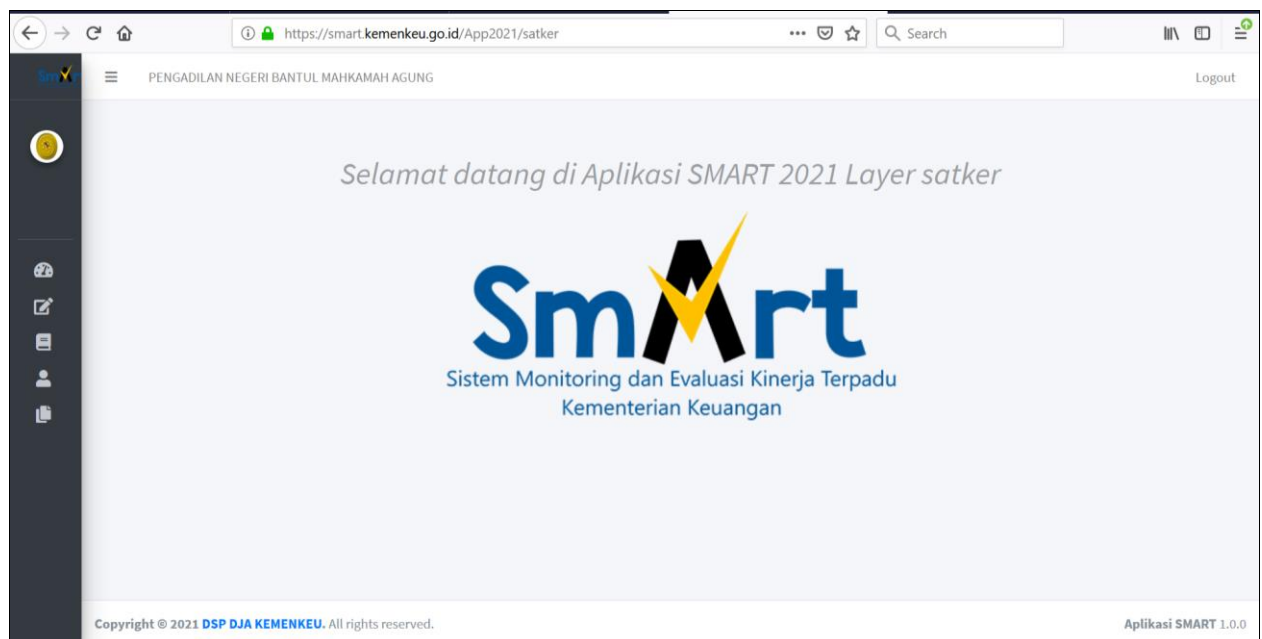 https://smart.kemenkeu.go.id/App2021/satker
Search
SmArt
PENGADILAN NEGERI BANTUL MAHKAMAH AGUNG
Logout
Selamat datang di Aplikasi SMART 2021 Layer satker
SmArt
Sistem Monitoring dan Evaluasi Kinerja Terpadu
Kementerian Keuangan
Copyright © 2021 DSP DJA KEMENKEU. All rights reserved.
Aplikasi SMART 1.0.0